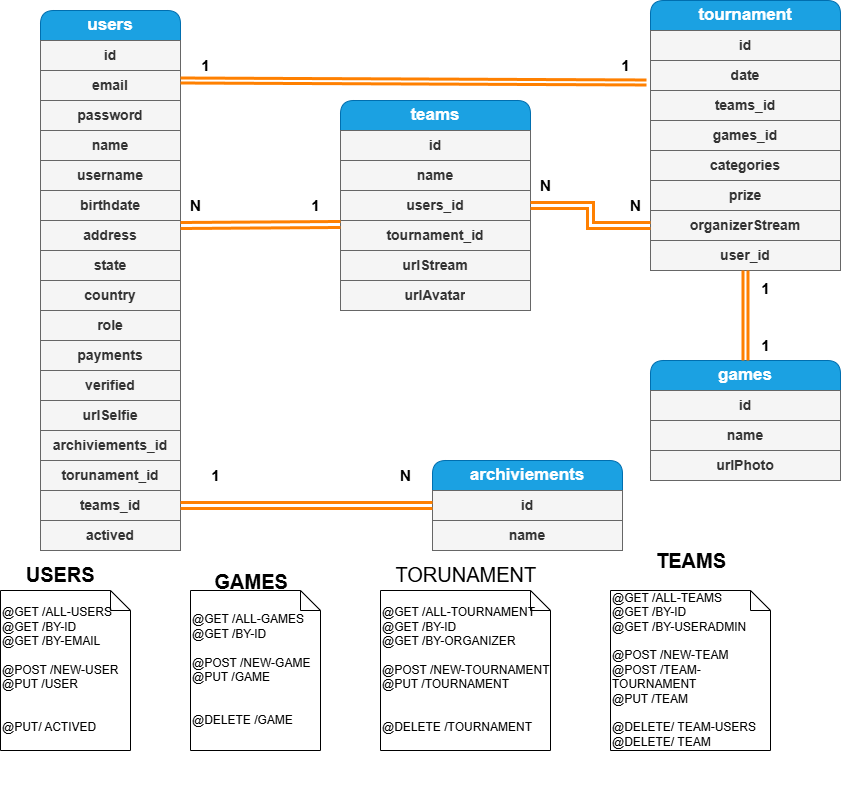 users
id
email
password
name
username
birthdate
address
state
country
role
payments
verified
urlSelfie
archiviements_id
torunament_id
teams_id
actived
1
1
N
1
N
N
1
1
1
N
teams
id
name
users_id
tournament_id
urlStream
urlAvatar
tournament
id
date
teams_id
games_id
categories
prize
organizerStream
user_id
games
id
name
urlPhoto
archiviements
id
name
USERS
@GET /ALL-USERS
@GET /BY-ID
@GET /BY-EMAIL
@POST /NEW-USER
@PUT /USER
@PUT/ ACTIVED
GAMES
@GET /ALL-GAMES
@GET /BY-ID
@POST /NEW-GAME
@PUT /GAME
@DELETE /GAME
TORUNAMENT
@GET /ALL-TOURNAMENT
@GET /BY-ID
@GET /BY-ORGANIZER
@POST /NEW-TOURNAMENT
@PUT /TOURNAMENT
@DELETE /TOURNAMENT
TEAMS
@GET /ALL-TEAMS
@GET /BY-ID
@GET /BY-USERADMIN
@POST /NEW-TEAM
@POST /TEAM-
TOURNAMENT
@PUT /TEAM
@DELETE/ TEAM-USERS
@DELETE/ TEAM